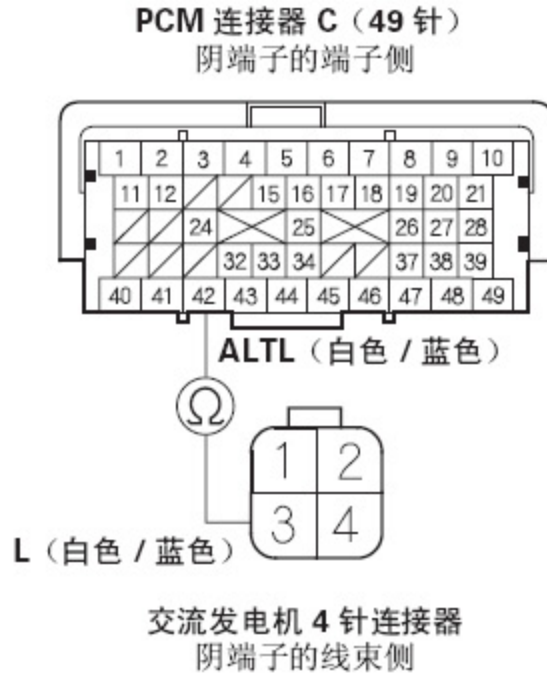 PCM 连接器 C（49 针）
阴端子的端子侧
1 2 3 4 5 6 7 8 9 10
11 12 15 16 17 18 19 20 21
24 25 26 27 28
32 33 34 37 38 39
40 41 42 43 44 45 46 47 48 49
ALTL（白色 / 蓝色）
Ω
1 2
3 4
L（白色 / 蓝色）
交流发电机 4 针连接器
阴端子的线束侧